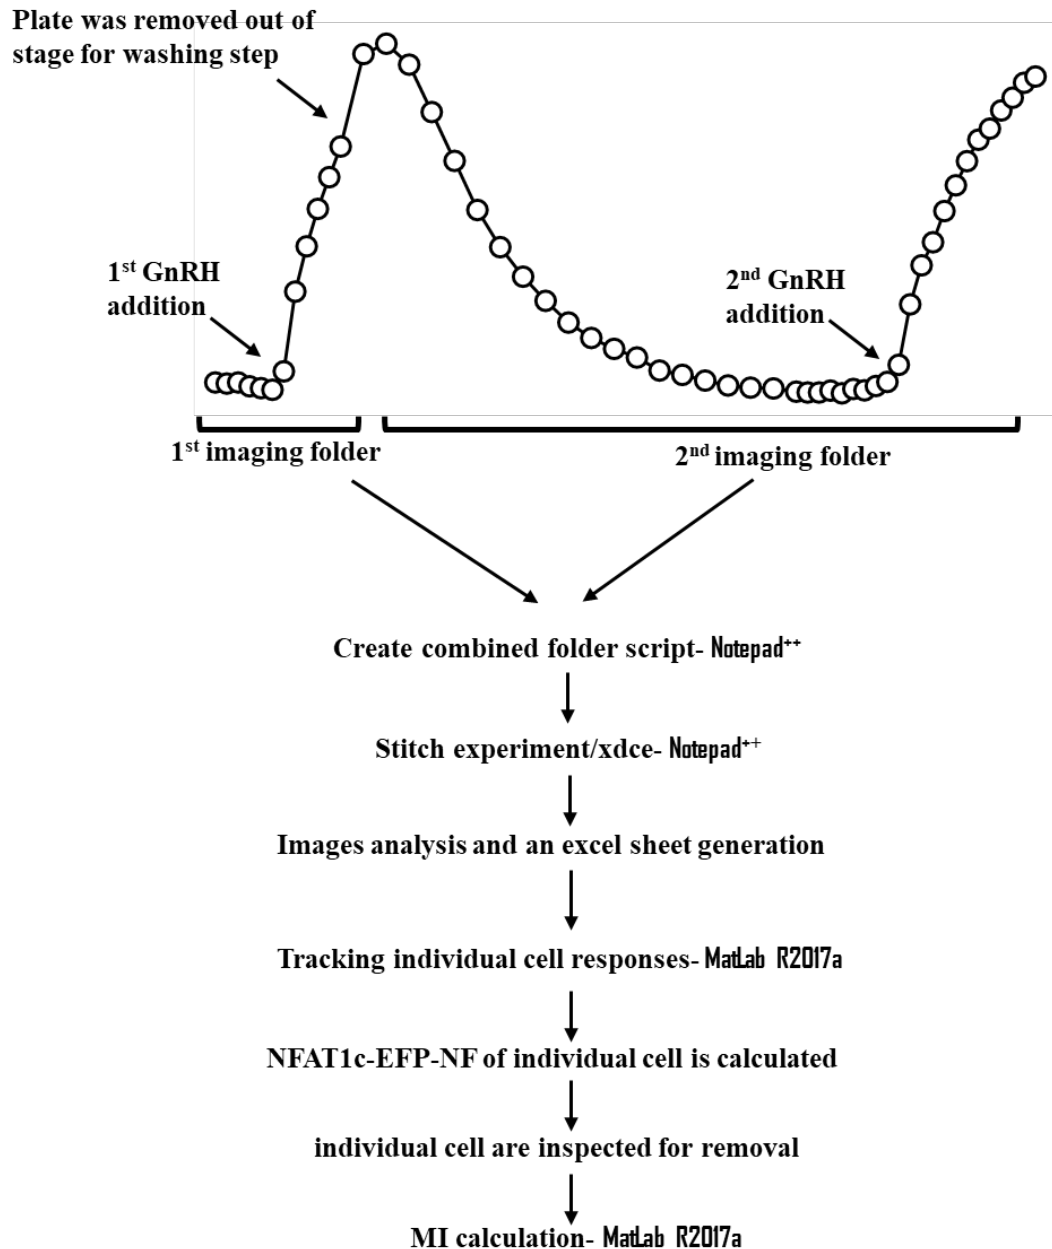 Plate was removed out of
stage for washing step
1st GnRH
addition
2nd GnRH
addition
1st imaging folder
2nd imaging folder
Create combined folder script- Notepad++
Stitch experiment/xdce- Notepad++
Images analysis and an excel sheet generation
Tracking individual cell responses- MatLab R2017a
NFAT1c-EFP-NF of individual cell is calculated
individual cell are inspected for removal
MI calculation- MatLab R2017a